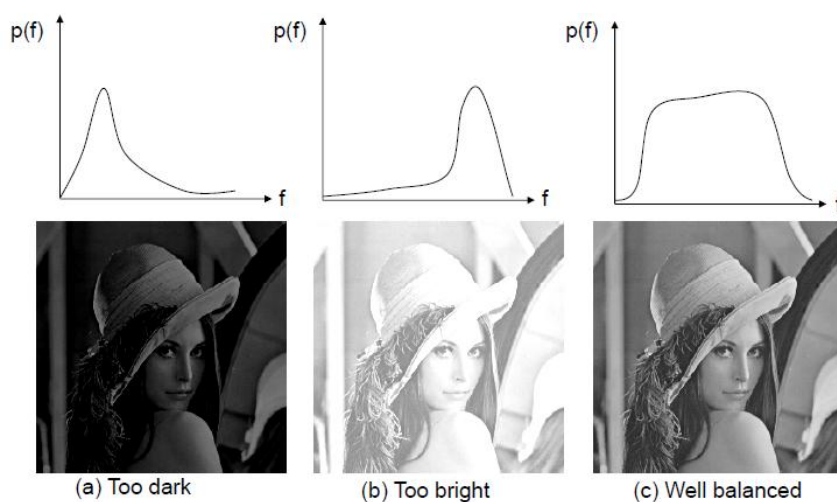 p(f)
f
p(f)
f
p(f)
f
(a) Too dark
(b) Too bright
(c) Well balanced